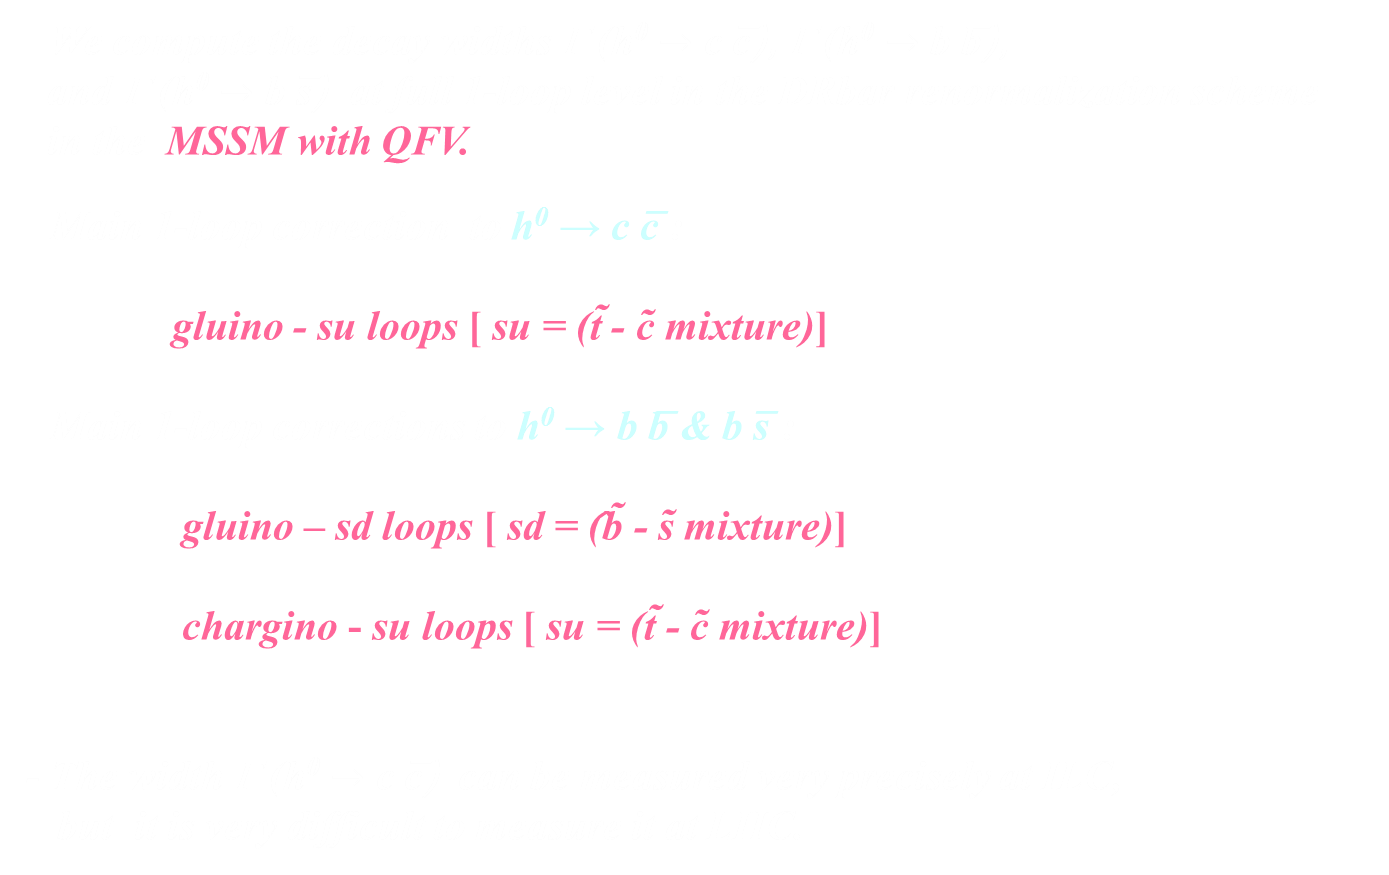 MSSM with QFV.
h⁰ → c c̅
gluino - su loops [ su = (t̃ - c̃ mixture)]
h⁰ → b b̅ & b s̅
gluino – sd loops [ sd = (b̃ - s̃ mixture)]
chargino - su loops [ su = (t̃ - c̃ mixture)]